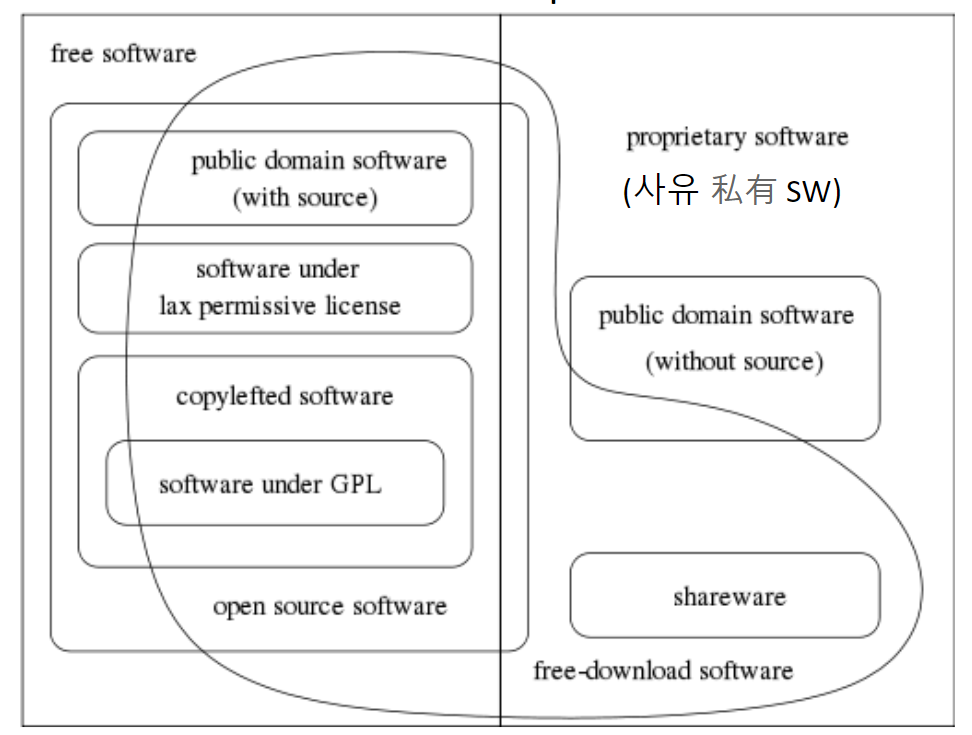 free software
public domain software
(with source)
software under
lax permissive license
copylefted software
software under GPL
open source software
proprietary software
(사유 私有 SW)
public domain software
(without source)
shareware
free-download software